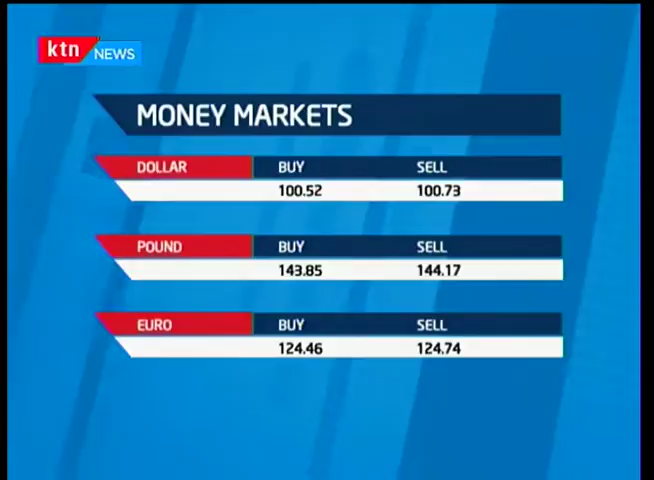 ktn NEWS
MONEY MARKETS
DOLLAR BUY SELL
100.52 100.73
POUND BUY SELL
143.85 144.17
EURO BUY SELL
124.46 124.74